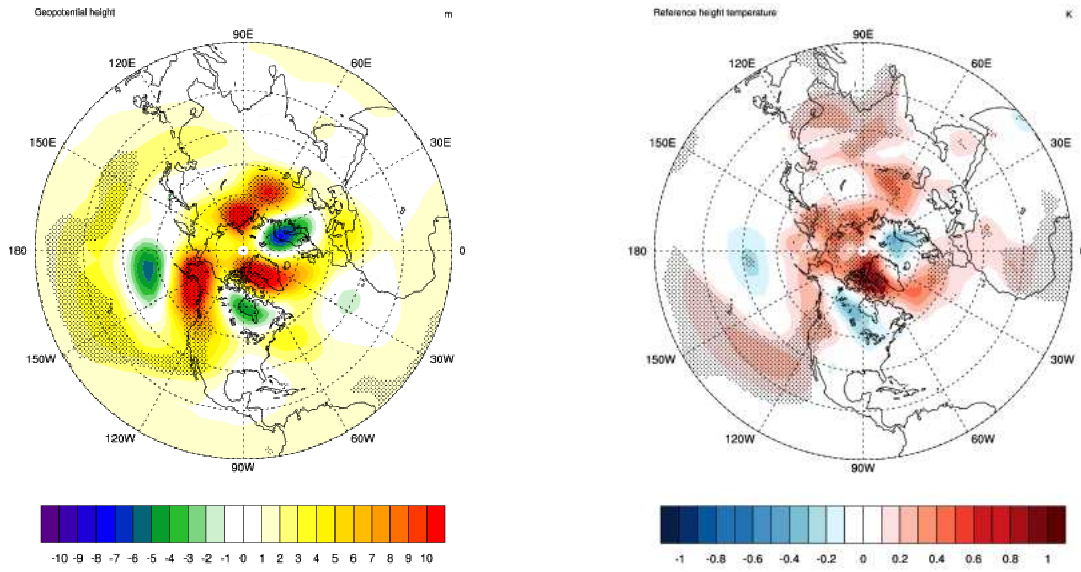 Geopotential height m
90E
120E 60E
150E 30E
180 0
150W 30W
120W 60W
90W
-10 -9 -8 -7 -6 -5 -4 -3 -2 -1 0 1 2 3 4 5 6 7 8 9 10
Reference height temperature K
90E
120E 60E
150E 30E
180
150W 30W
120W 60W
90W
-1 -0.8 -0.6 -0.4 -0.2 0 0.2 0.4 0.6 0.8 1